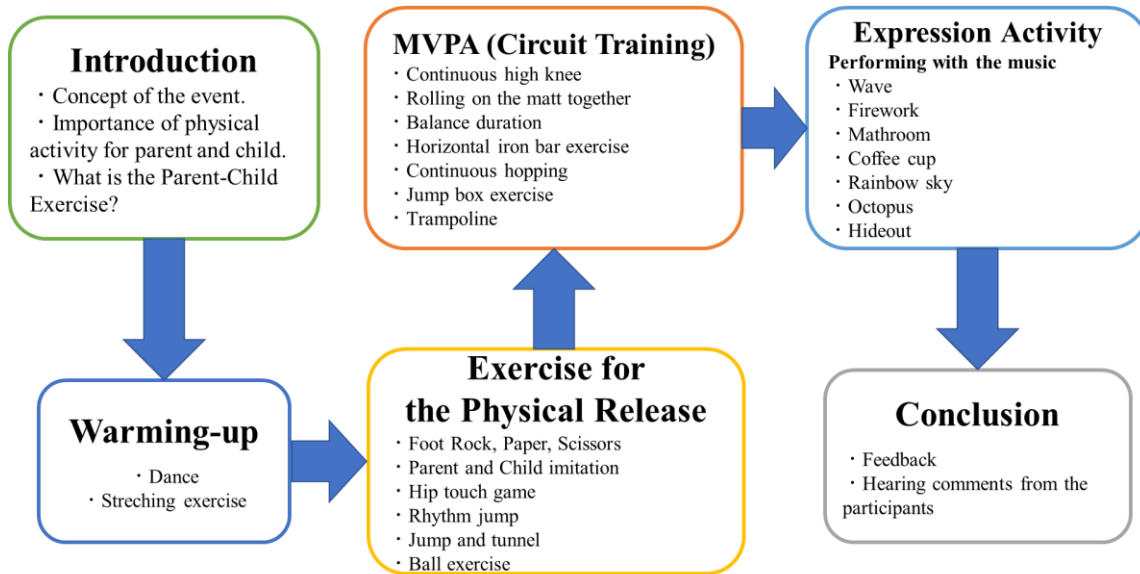 Introduction
・Concept of the event.
・Importance of physical
activity for parent and child.
・What is the Parent-Child
Exercise?
Warming-up
・Dance
・Streching exercise
Exercise for
the Physical Release
・Foot Rock, Paper, Scissors
・Parent and Child imitation
・Hip touch game
・Rhythm jump
・Jump and tunnel
・Ball exercise
MVPA (Circuit Training)
・Continuous high knee
・Rolling on the matt together
・Balance duration
・Horizontal iron bar exercise
・Continuous hopping
・Jump box exercise
・Trampoline
Expression Activity
Performing with the music
・Wave
・Firework
・Mathroom
・Coffee cup
・Rainbow sky
・Octopus
・Hideout
Conclusion
・Feedback
・Hearing comments from the
participants